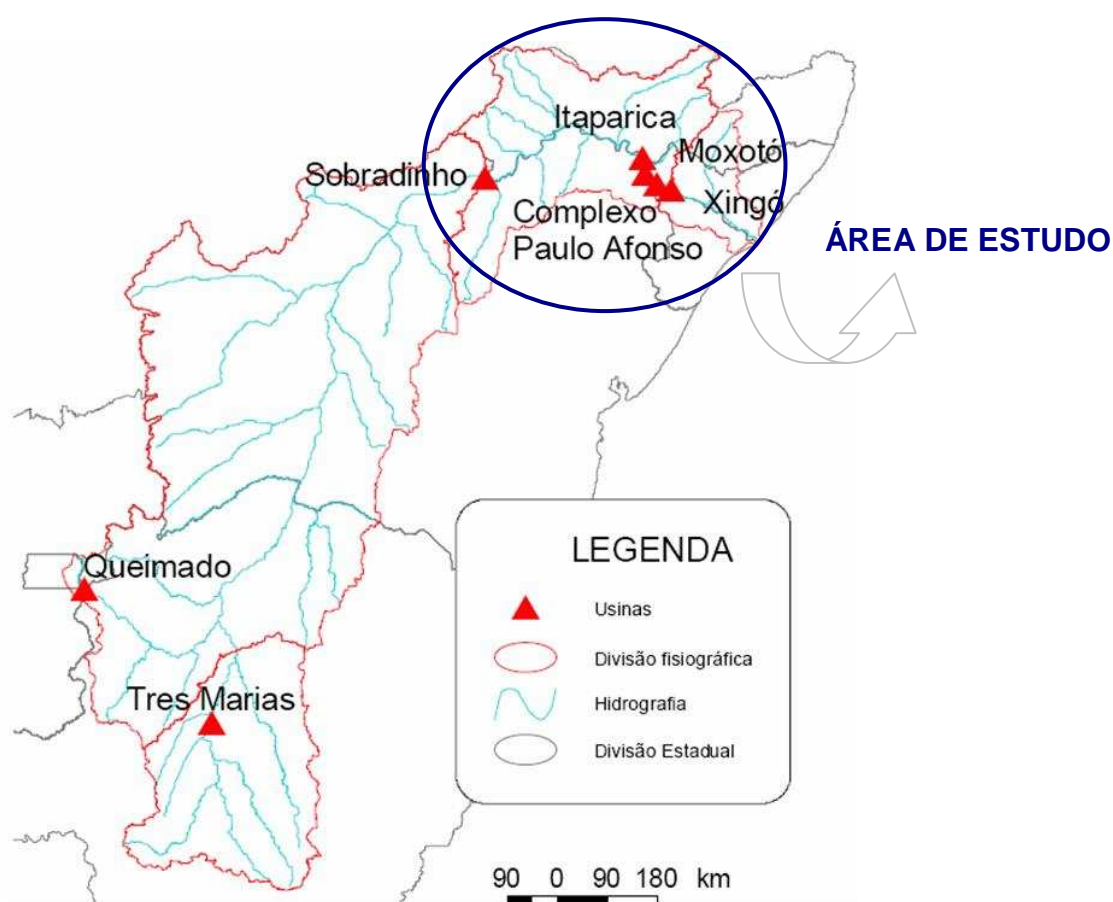 Itaparica
Moxotó
Sobradinho
Xingó
Complexo
Paulo Afonso
ÁREA DE ESTUDO
Queimado
Tres Marias
LEGENDA
Usinas
Divisão fisiográfica
Hidrografia
Divisão Estadual
90 0 90 180 km